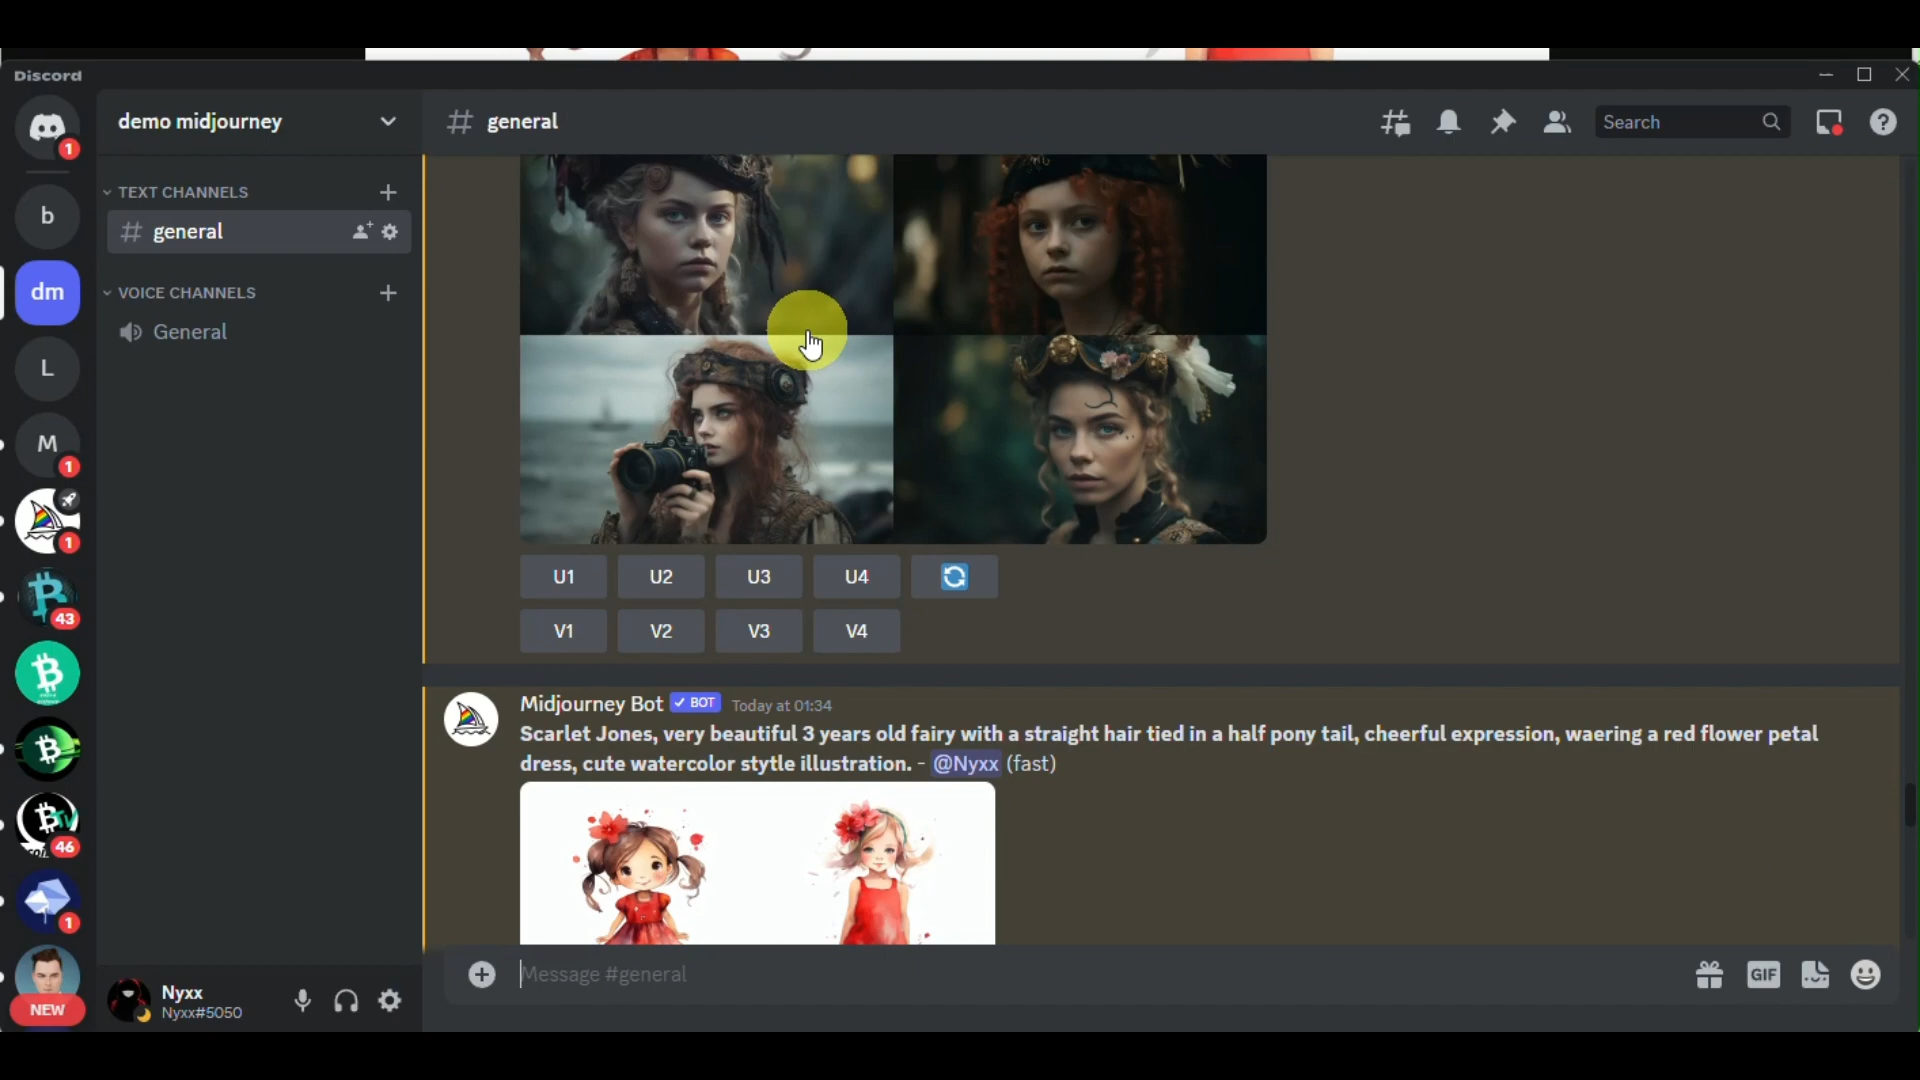 Discord
demo midjourney
general
Search
TEXT CHANNELS
general
VOICE CHANNELS
General
1
b
dm
L
M
1
1
43
46
1
NEW
U1 U2 U3 U4
V1 V2 V3 V4
Midjourney Bot BOT Today at 01:34
Scarlet Jones, very beautiful 3 years old fairy with a straight hair tied in a half pony tail, cheerful expression, waering a red flower petal
dress, cute watercolor stytle illustration. - @Nyxx (fast)
Message #general
GIF
Nyxx
Nyxx#5050